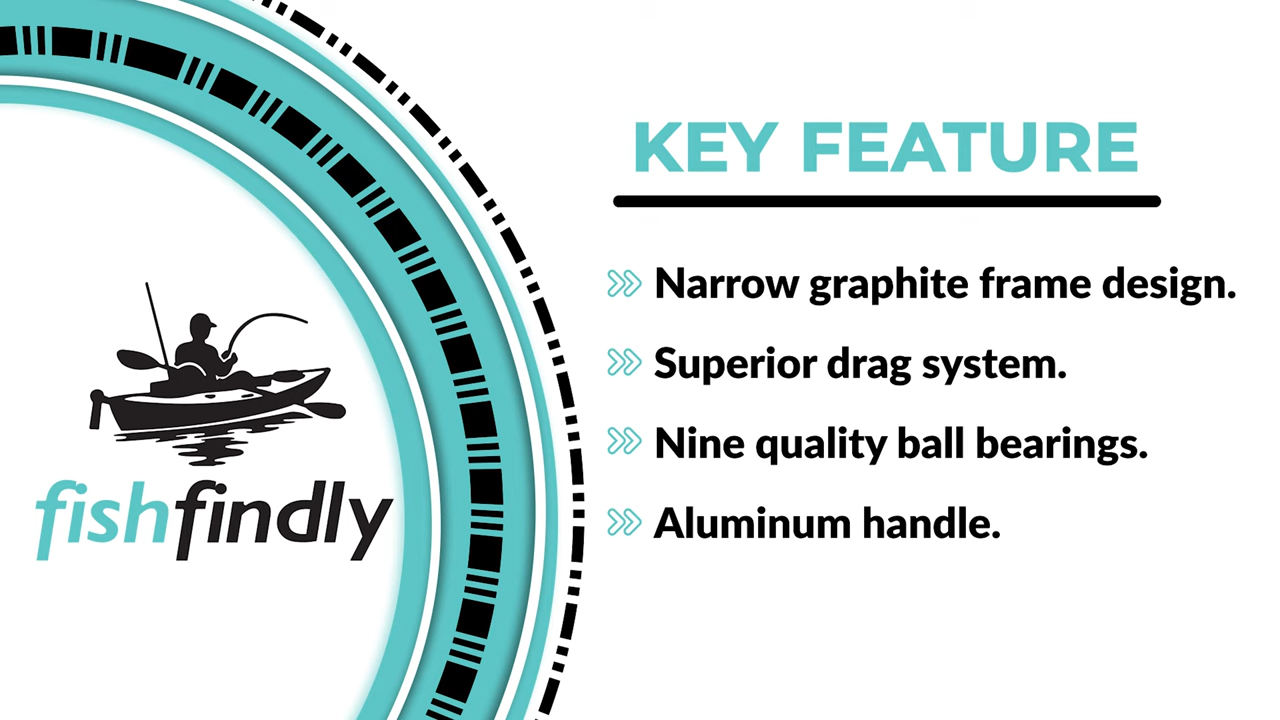 KEY FEATURE
Narrow graphite frame design.
Superior drag system.
Nine quality ball bearings.
Aluminum handle.
fishfindly